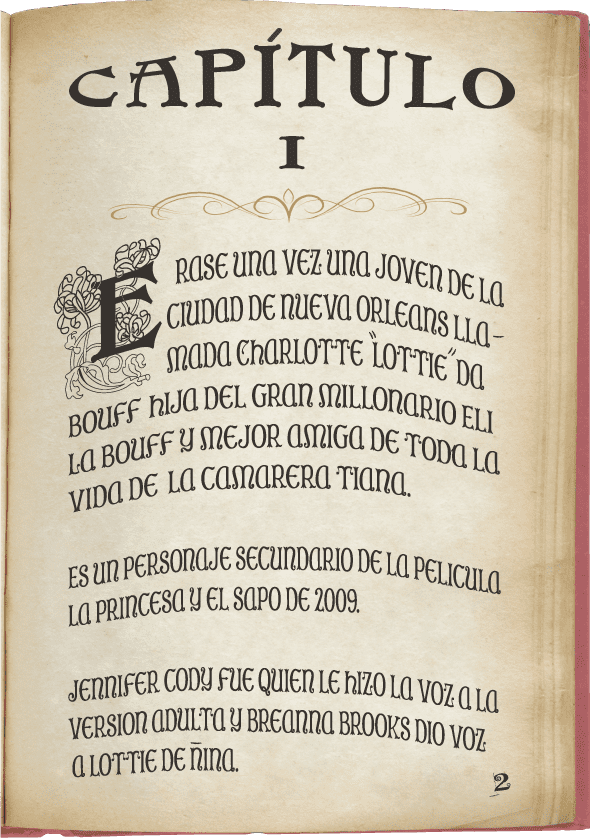 CAPÍTULO
I
ERASE UNA VEZ UNA JOVEN DE LA
CIUDAD DE NUEVA ORLEANS LLA-
MADA CHARLOTTE "LOTTIE" DA
BOUFF HIJA DEL GRAN MILLONARIO ELI
LA BOUFF Y MEJOR AMIGA DE TODA LA
VIDA DE LA CAMARERA TIANA.
ES UN PERSONAJE SECUNDARIO DE LA PELICULA
LA PRINCESA Y EL SAPO DE 2009.
JENNIFER CODY FUE QUIEN LE HIZO LA VOZ A LA
VERSION ADULTA Y BREANNA BROOKS DIO VOZ
A LOTTIE DE ÑINA.
2